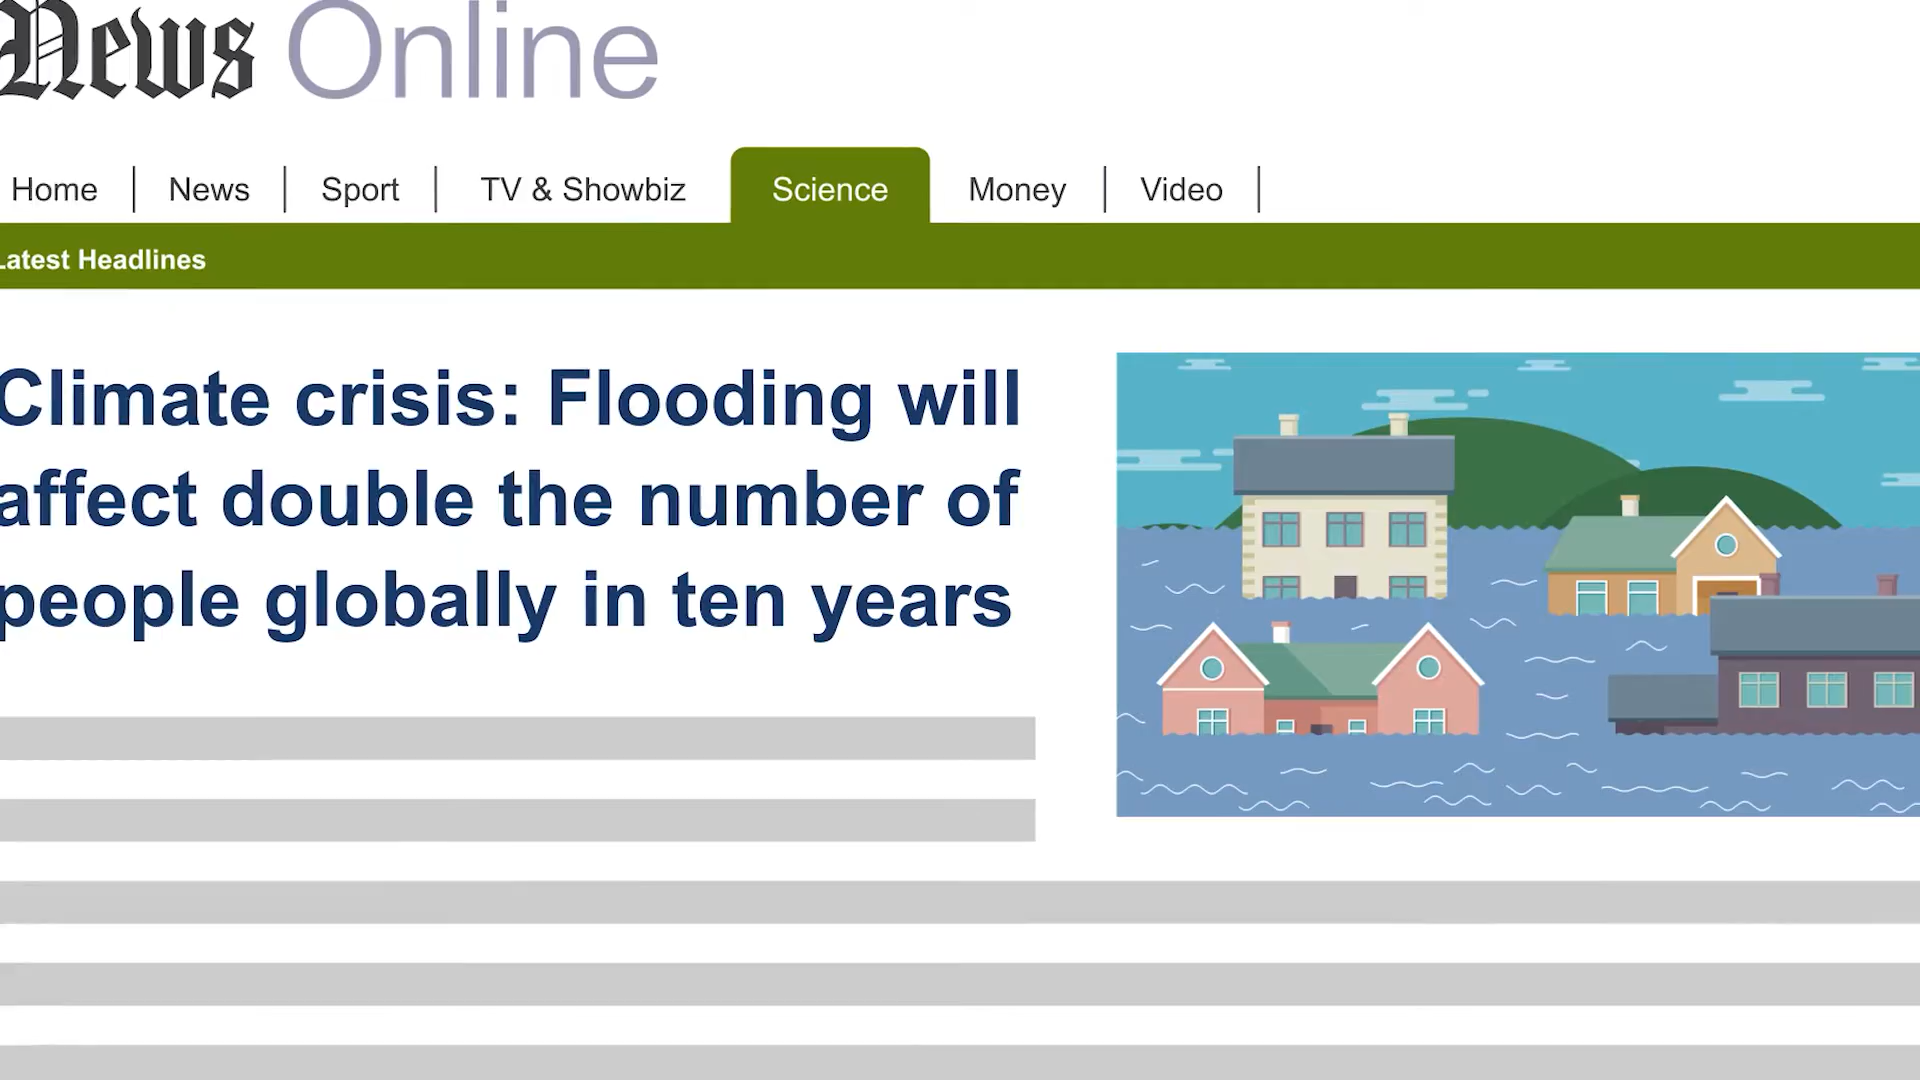 News Online
Home
News
Sport
TV & Showbiz
Science
Money
Video
Latest Headlines
Climate crisis: Flooding will
affect double the number of
people globally in ten years